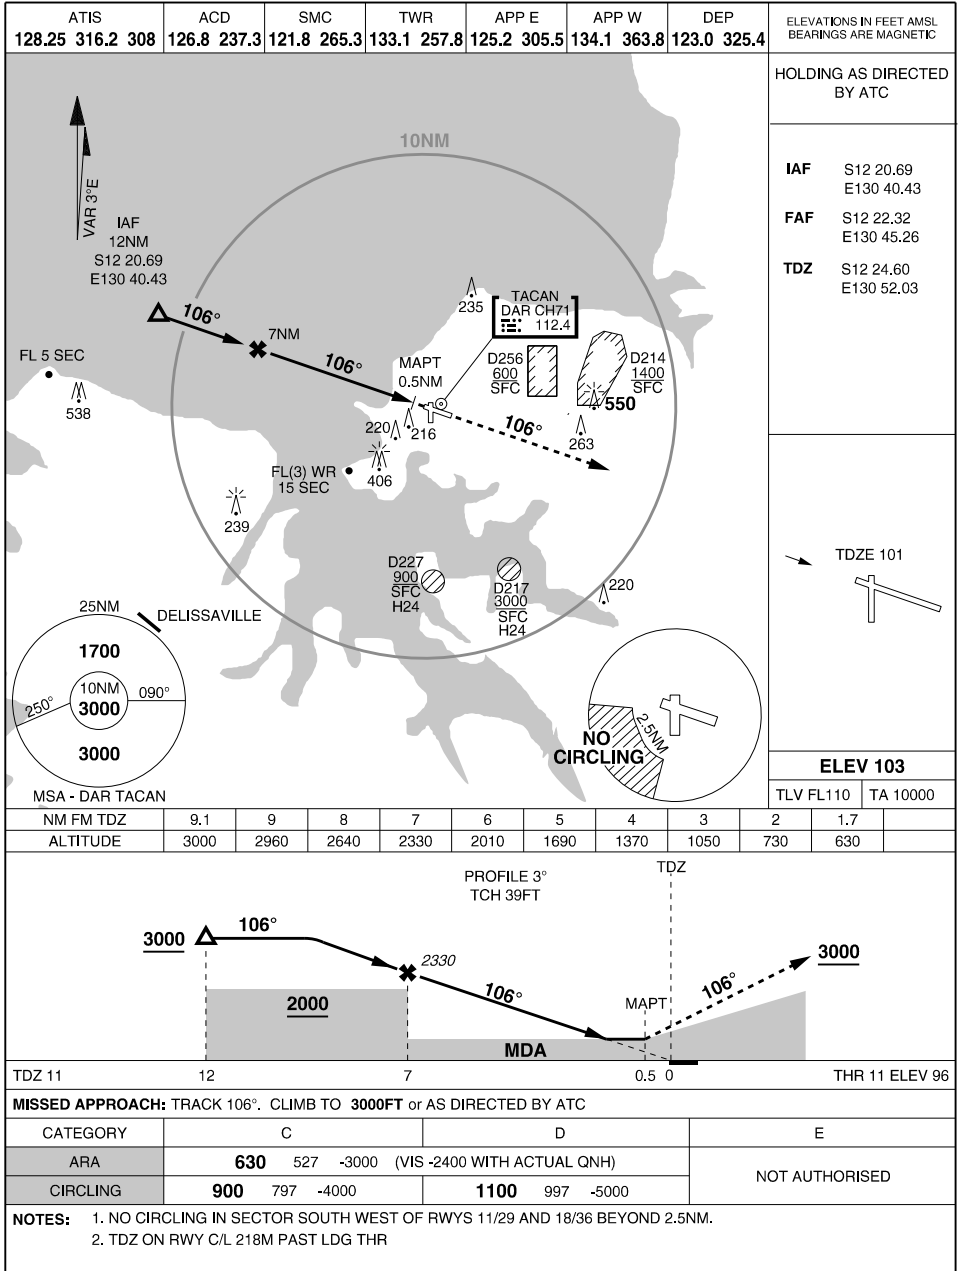 ATIS ACD SMC TWR APP E APP W DEP
128.25 316.2 308 126.8 237.3 121.8 265.3 133.1 257.8 125.2 305.5 134.1 363.8 123.0 325.4
ELEVATIONS IN FEET AMSL
BEARINGS ARE MAGNETIC
HOLDING AS DIRECTED
BY ATC
IAF S12 20.69
E130 40.43
FAF S12 22.32
E130 45.26
TDZ S12 24.60
E130 52.03
10NM
VAR 3°E
IAF
12NM
S12 20.69
E130 40.43
106°
7NM
106°
235
TACAN
DAR CH71
112.4
MAPT
0.5NM
D256
600
SFC
D214
1400
SFC
550
FL 5 SEC
538
220
216
106°
263
FL(3) WR
15 SEC
406
239
D227
900
SFC
H24
D217
3000
SFC
H24
220
25NM
DELISSAVILLE
1700
10NM
3000
250°
090°
3000
MSA - DAR TACAN
2.5NM
NO
CIRCLING
TDZE 101
ELEV 103
TLV FL110 TA 10000
NM FM TDZ 9.1 9 8 7 6 5 4 3 2 1.7
ALTITUDE 3000 2960 2640 2330 2010 1690 1370 1050 730 630
PROFILE 3°
TCH 39FT
TDZ
3000
106°
2330
106°
MAPT
106°
3000
2000
MDA
TDZ 11 12 7 0.5 0 THR 11 ELEV 96
MISSED APPROACH: TRACK 106°. CLIMB TO 3000FT or AS DIRECTED BY ATC
CATEGORY C D E
ARA 630 527 -3000 (VIS -2400 WITH ACTUAL QNH)
NOT AUTHORISED
CIRCLING 900 797 -4000 1100 997 -5000
NOTES: 1. NO CIRCLING IN SECTOR SOUTH WEST OF RWYS 11/29 AND 18/36 BEYOND 2.5NM.
2. TDZ ON RWY C/L 218M PAST LDG THR